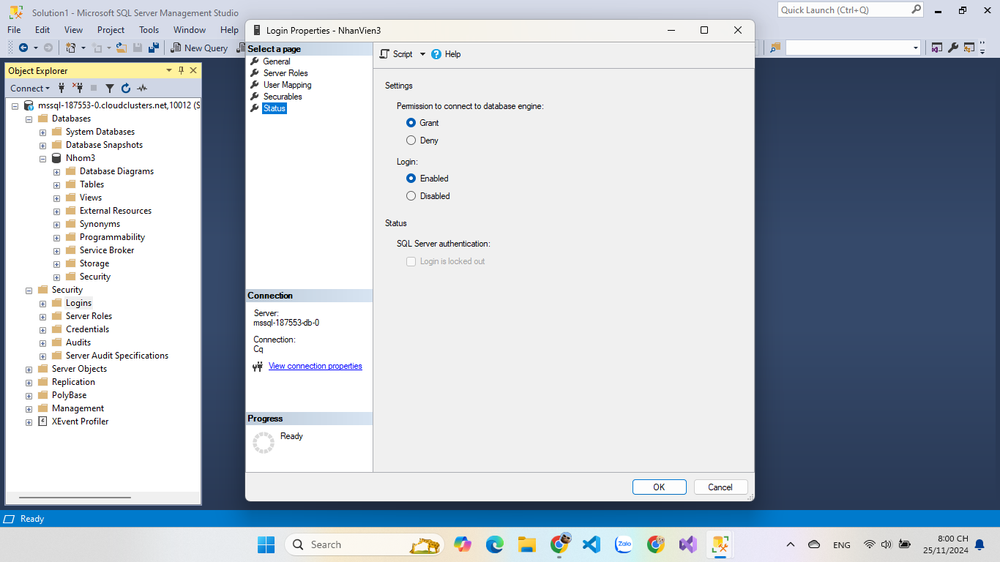 Solution1 - Microsoft SQL Server Management Studio
Quick Launch (Ctrl+Q)
File Edit View Project Tools Window Help
New Query
Object Explorer
Connect
mssql-187553-0.cloudclusters.net,10012 (S
Databases
System Databases
Database Snapshots
Nhom3
Database Diagrams
Tables
Views
External Resources
Synonyms
Programmability
Service Broker
Storage
Security
Security
Logins
Server Roles
Credentials
Audits
Server Audit Specifications
Server Objects
Replication
PolyBase
Management
XEvent Profiler
Login Properties - NhanVien3
Select a page
General
Server Roles
User Mapping
Securables
Status
Connection
Server:
mssql-187553-db-0
Connection:
Cq
View connection properties
Progress
Ready
Script Help
Settings
Permission to connect to database engine:
Grant
Deny
Login:
Enabled
Disabled
Status
SQL Server authentication:
Login is locked out
OK Cancel
Ready
Search
Zalo
ENG
8:00 CH
25/11/2024